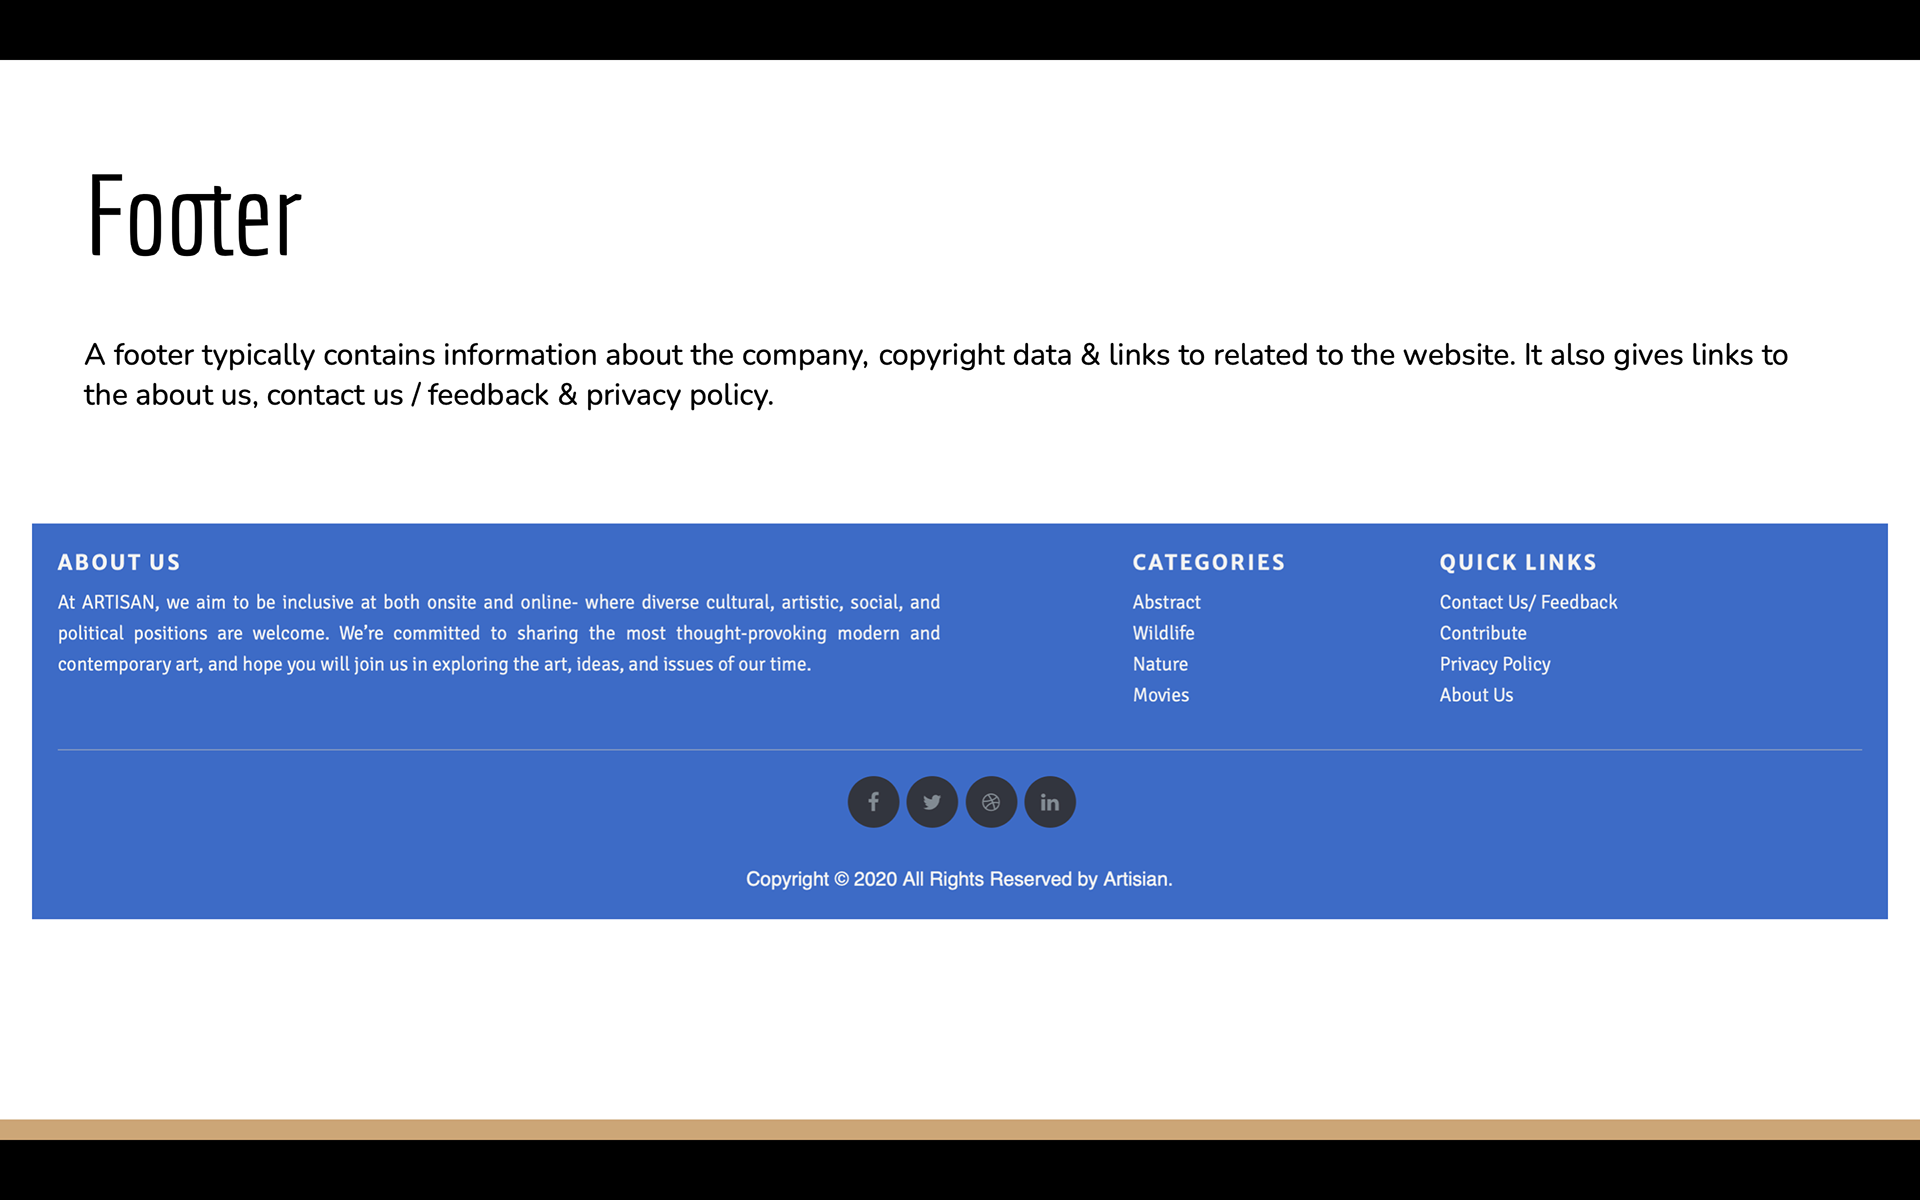 Footer
A footer typically contains information about the company, copyright data & links to related to the website. It also gives links to
the about us, contact us / feedback & privacy policy.
ABOUT US
At ARTISAN, we aim to be inclusive at both onsite and online- where diverse cultural, artistic, social, and
political positions are welcome. We’re committed to sharing the most thought-provoking modern and
contemporary art, and hope you will join us in exploring the art, ideas, and issues of our time.
CATEGORIES
Abstract
Wildlife
Nature
Movies
QUICK LINKS
Contact Us/ Feedback
Contribute
Privacy Policy
About Us
Copyright © 2020 All Rights Reserved by Artisian.